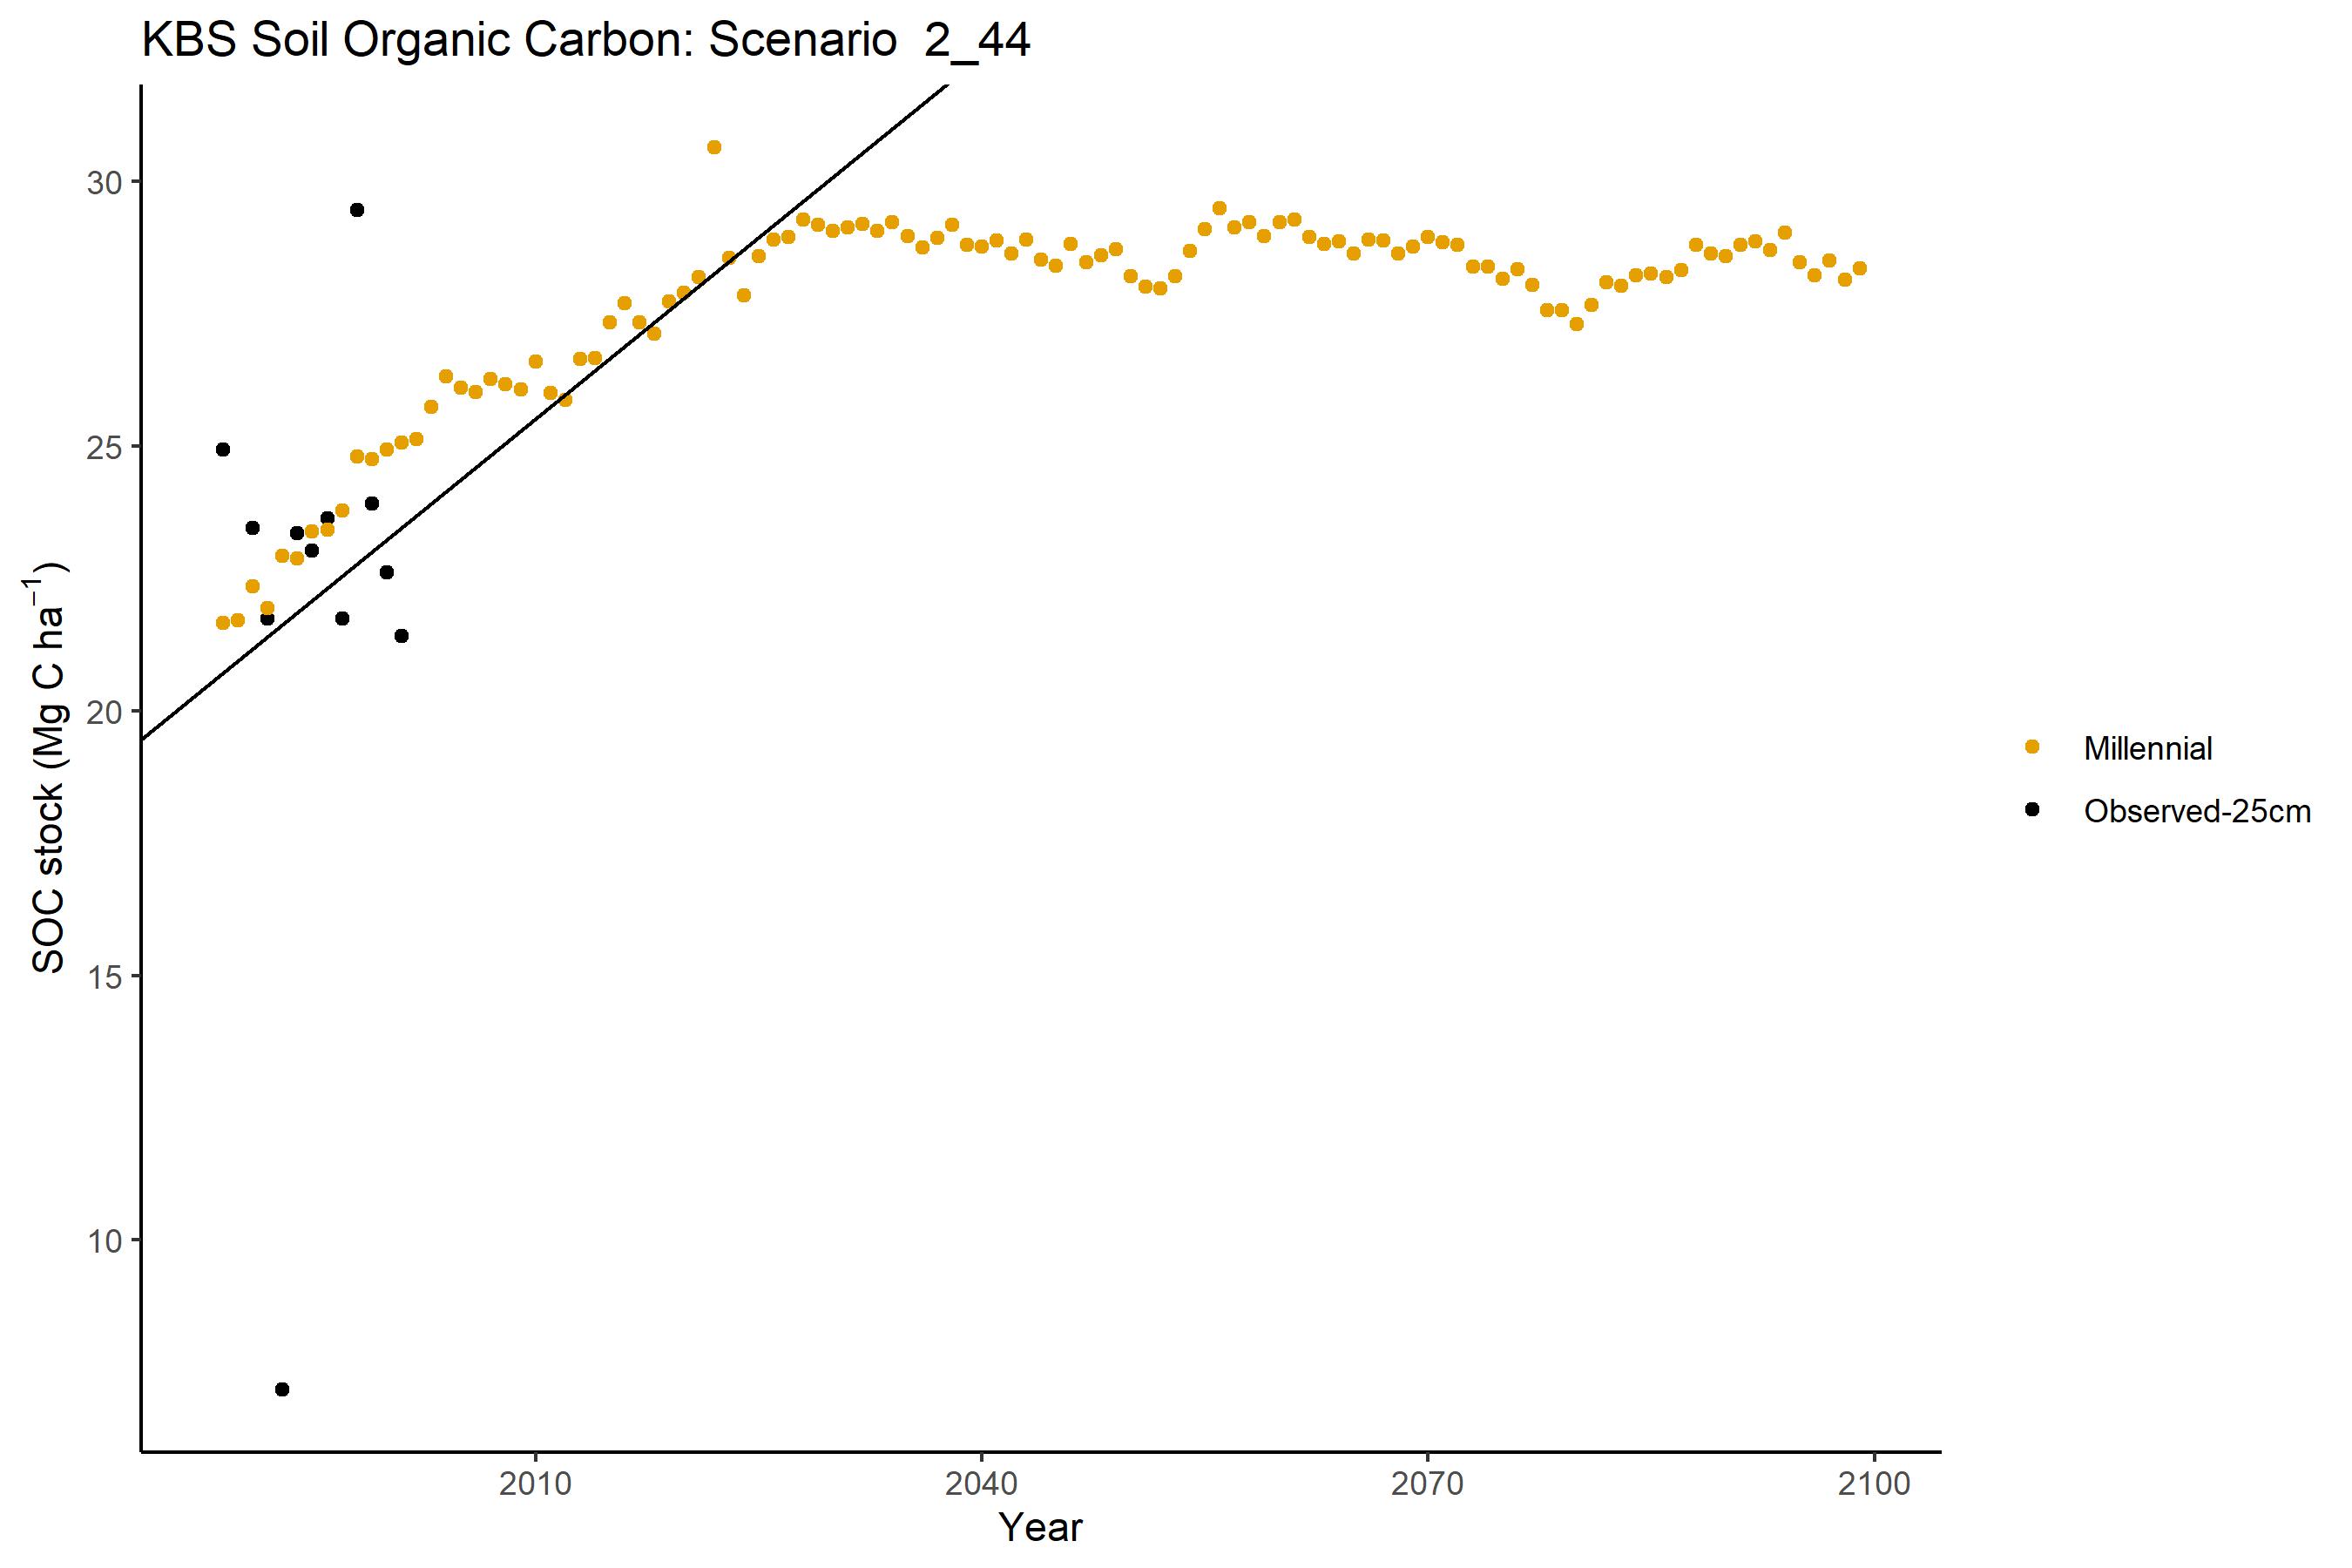 KBS Soil Organic Carbon: Scenario  2_44
SOC stock (Mg C ha⁻¹)
30
25
20
15
10
2010
2040
2070
2100
Year
Millennial
Observed-25cm